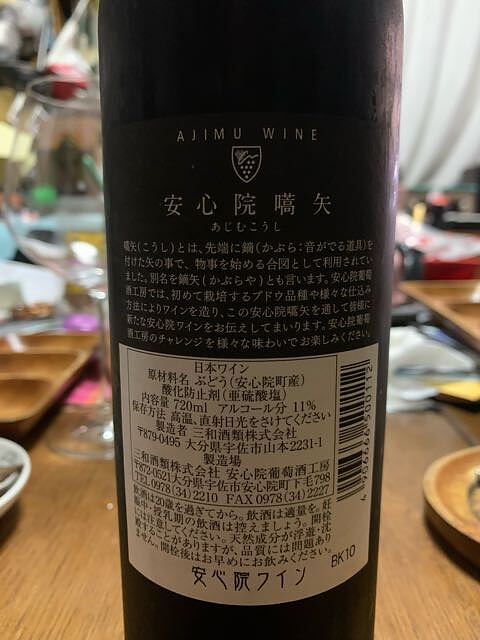 AJIMU WINE
安心院嚆矢
あじむこうし
嚆矢(こうし)とは、先端に鏑(かぶら:音がでる道具)を
付けた矢の事で、物事を始める合図として利用されてい
ました。別名を鏑矢(かぶらや)とも言います。安心院葡萄
酒工房では、初めて栽培するブドウ品種や様々な仕込み
方法によりワインを造り、この安心院嚆矢を通して皆様に
新たな安心院ワインをお伝えしてまいります。安心院葡萄
酒工房のチャレンジを様々な味わいでお楽しみください。
日本ワイン
原材料名 ぶどう(安心院町産)
酸化防止剤(亜硫酸塩)
内容量 720ml アルコール分 11%
保存方法 高温、直射日光をさけてください
製造者 三和酒類株式会社
〒879-0495 大分県宇佐市山本2231-1
製造場
三和酒類株式会社 安心院葡萄酒工房
〒872-0521大分県宇佐市安心院町下毛798
TEL0978(34)2210 FAX0978(34)2227
飲酒は20歳を過ぎてから。飲酒は適量を。妊
娠中・授乳期の飲酒は控えましょう。開栓
には注意してください。天然成分が浮遊・沈
殿することがありますが、品質には問題あり
ません。開栓後はお早めにお飲みください。
安心院ワイン
BK10